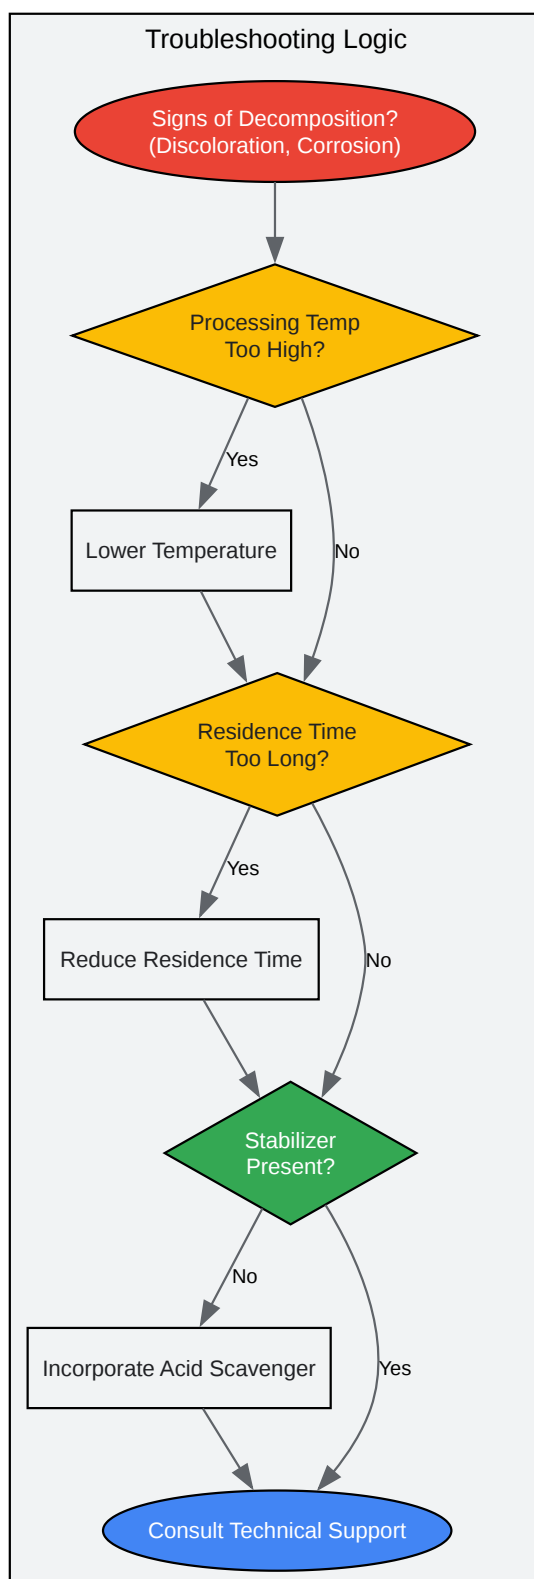 Troubleshooting Logic
Signs of Decomposition?
(Discoloration, Corrosion)
Processing Temp
Too High?
Yes
Lower Temperature
No
Residence Time
Too Long?
Yes
Reduce Residence Time
No
Stabilizer
Present?
No
Incorporate Acid Scavenger
Yes
Consult Technical Support